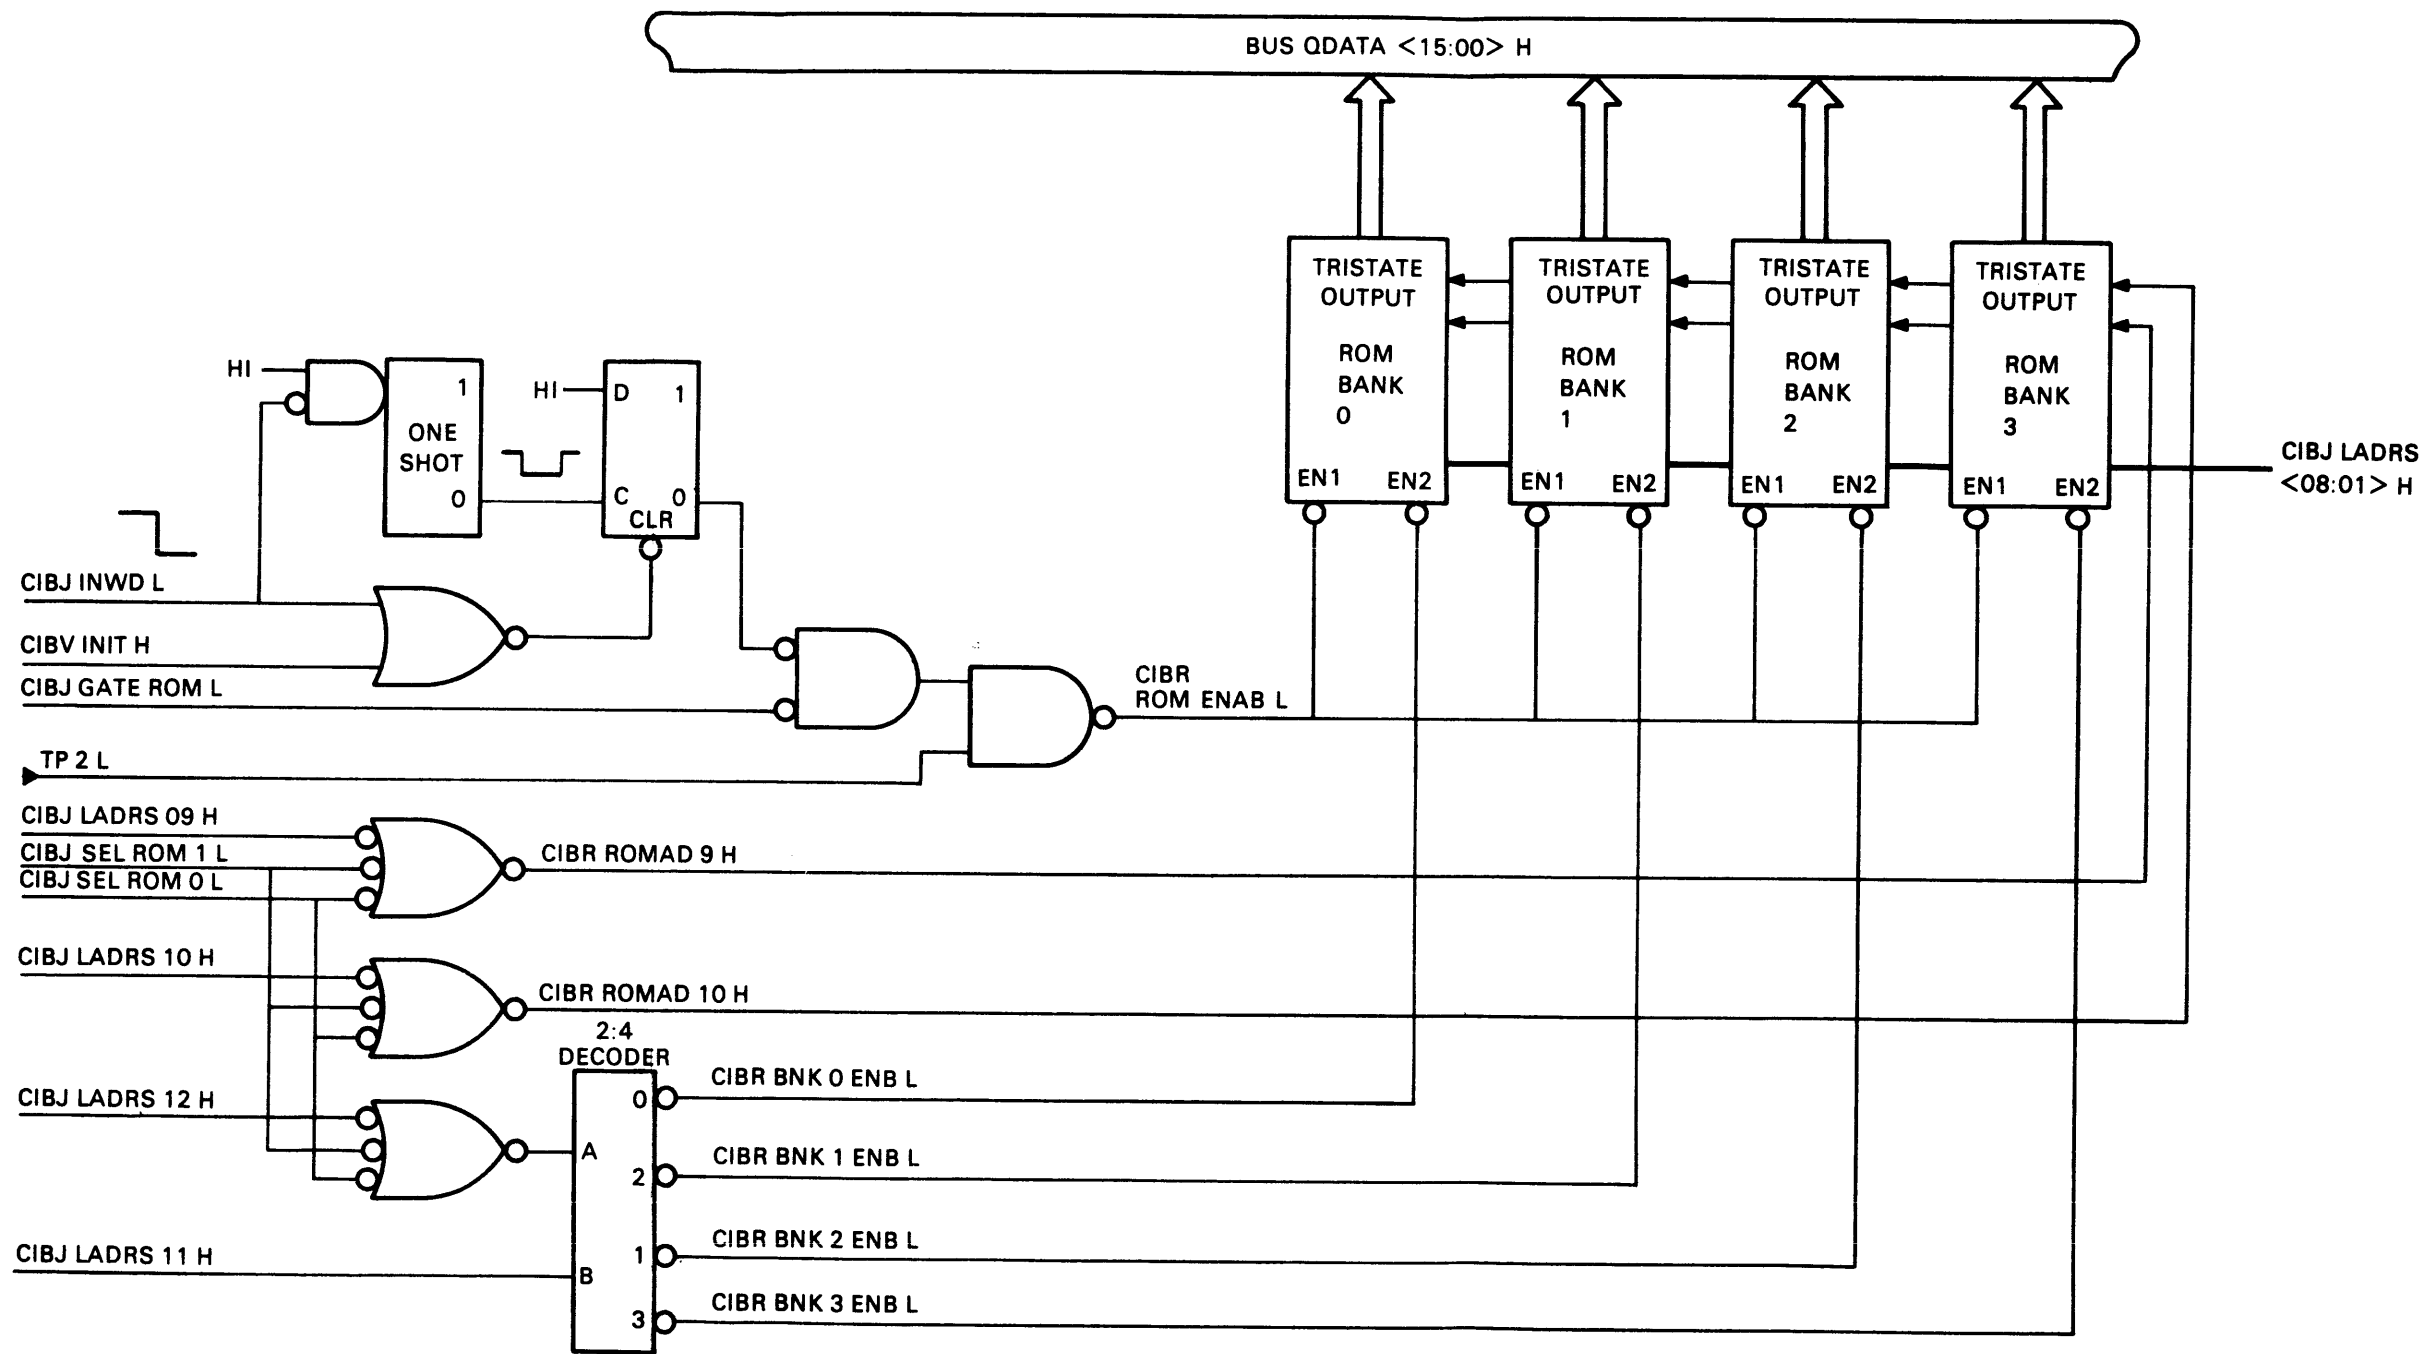 BUS QDATA <15:00> H
TRISTATE
OUTPUT
ROM
BANK
0
EN1 EN2
TRISTATE
OUTPUT
ROM
BANK
1
EN1 EN2
TRISTATE
OUTPUT
ROM
BANK
2
EN1 EN2
TRISTATE
OUTPUT
ROM
BANK
3
EN1 EN2
CIBJ LADRS
<08:01> H
HI
1
ONE
SHOT
0
HI
D 1
C 0
CLR
CIBJ INWD L
CIBV INIT H
CIBJ GATE ROM L
TP 2 L
CIBR
ROM ENAB L
CIBJ LADRS 09 H
CIBJ SEL ROM 1 L
CIBJ SEL ROM 0 L
CIBR ROMAD 9 H
CIBJ LADRS 10 H
CIBR ROMAD 10 H
2:4
DECODER
CIBJ LADRS 12 H
A
CIBJ LADRS 11 H
B
0
CIBR BNK 0 ENB L
2
CIBR BNK 1 ENB L
1
CIBR BNK 2 ENB L
3
CIBR BNK 3 ENB L